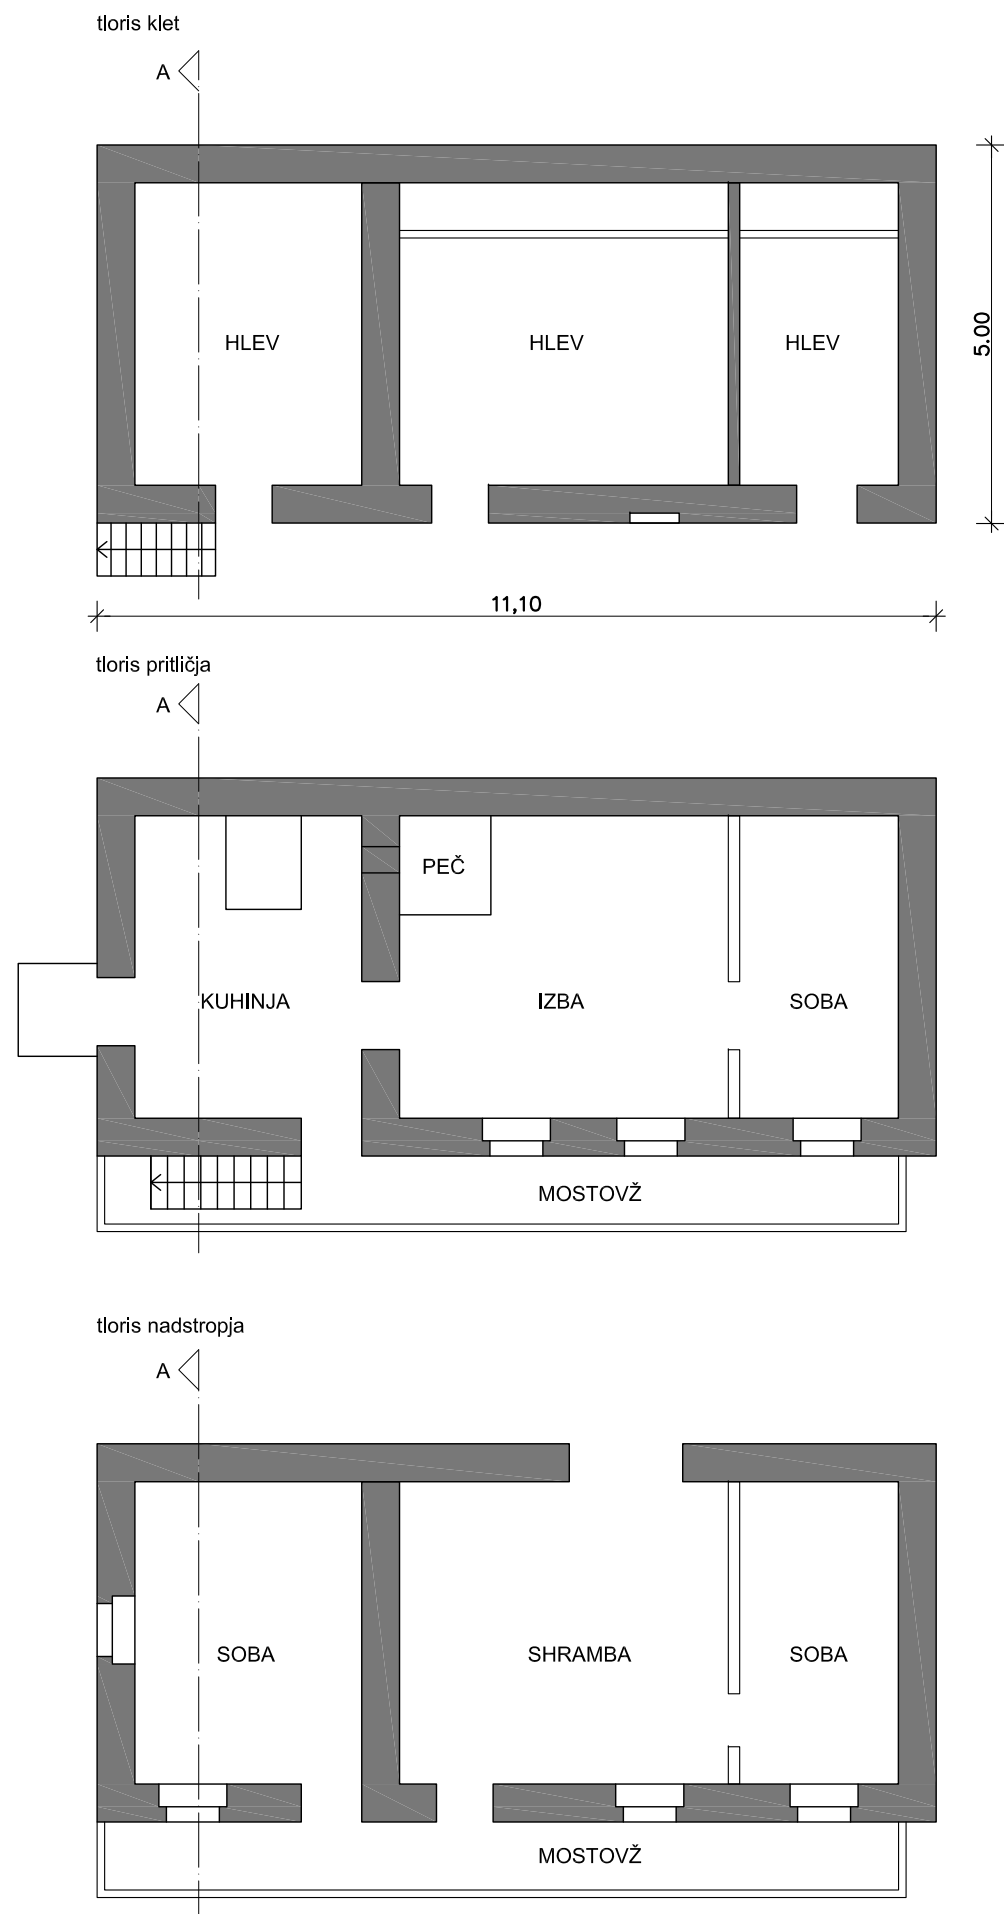 tloris klet
A
HLEV
HLEV
HLEV
5.00
11,10
tloris pritličja
A
PEČ
KUHINJA
IZBA
SOBA
MOSTOVŽ
tloris nadstropja
A
SOBA
SHRAMBA
SOBA
MOSTOVŽ